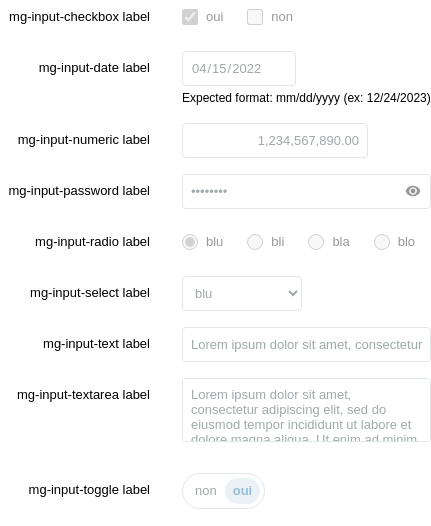 mg-input-checkbox label oui non
mg-input-date label 04/15/2022
Expected format: mm/dd/yyyy (ex: 12/24/2023)
mg-input-numeric label 1,234,567,890.00
mg-input-password label ••••••••
mg-input-radio label blu bli bla blo
mg-input-select label blu
mg-input-text label Lorem ipsum dolor sit amet, consectetur
mg-input-textarea label Lorem ipsum dolor sit amet,
consectetur adipiscing elit, sed do
eiusmod tempor incididunt ut labore et
dolore magna aliqua. Ut enim ad minim
mg-input-toggle label non oui